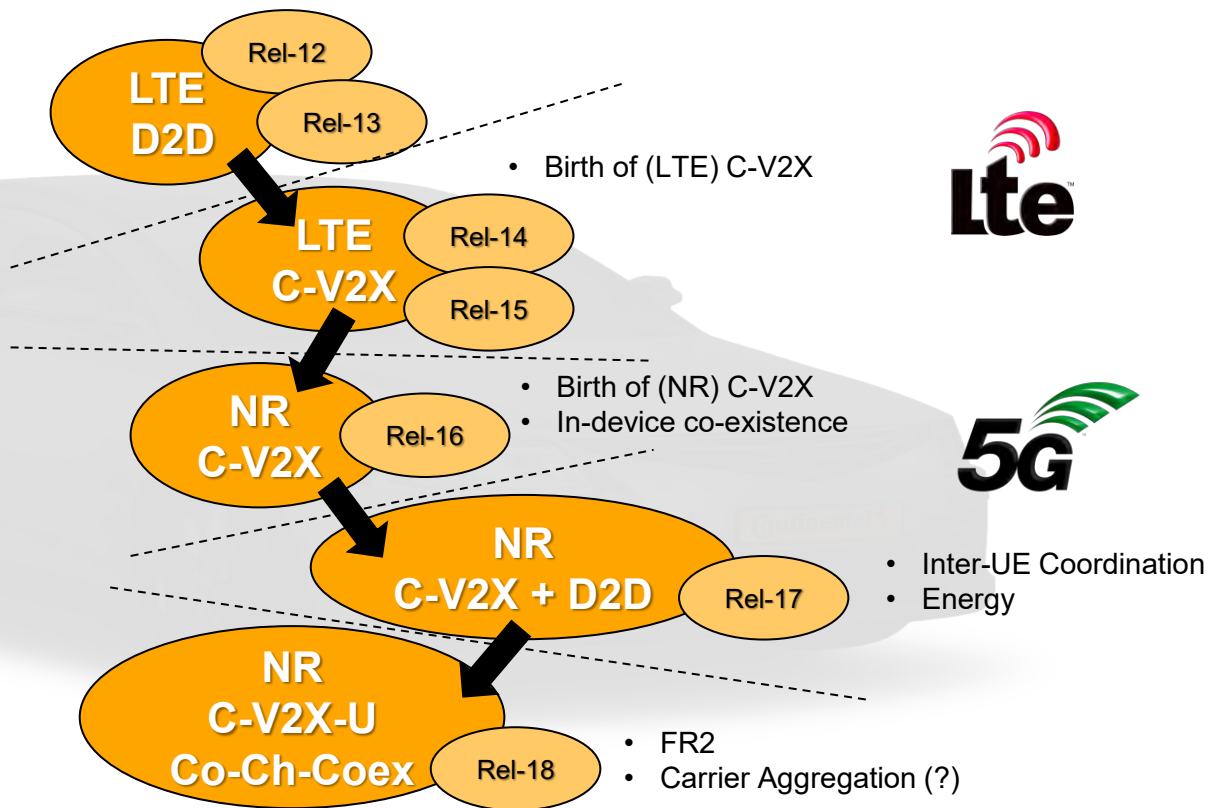 Rel-12
LTE
D2D
Rel-13
• Birth of (LTE) C-V2X
Lte™
LTE
C-V2X
Rel-14
Rel-15
• Birth of (NR) C-V2X
• In-device co-existence
NR
C-V2X
Rel-16
5G
NR
C-V2X + D2D
Rel-17
• Inter-UE Coordination
• Energy
NR
C-V2X-U
Co-Ch-Coex
Rel-18
• FR2
• Carrier Aggregation (?)